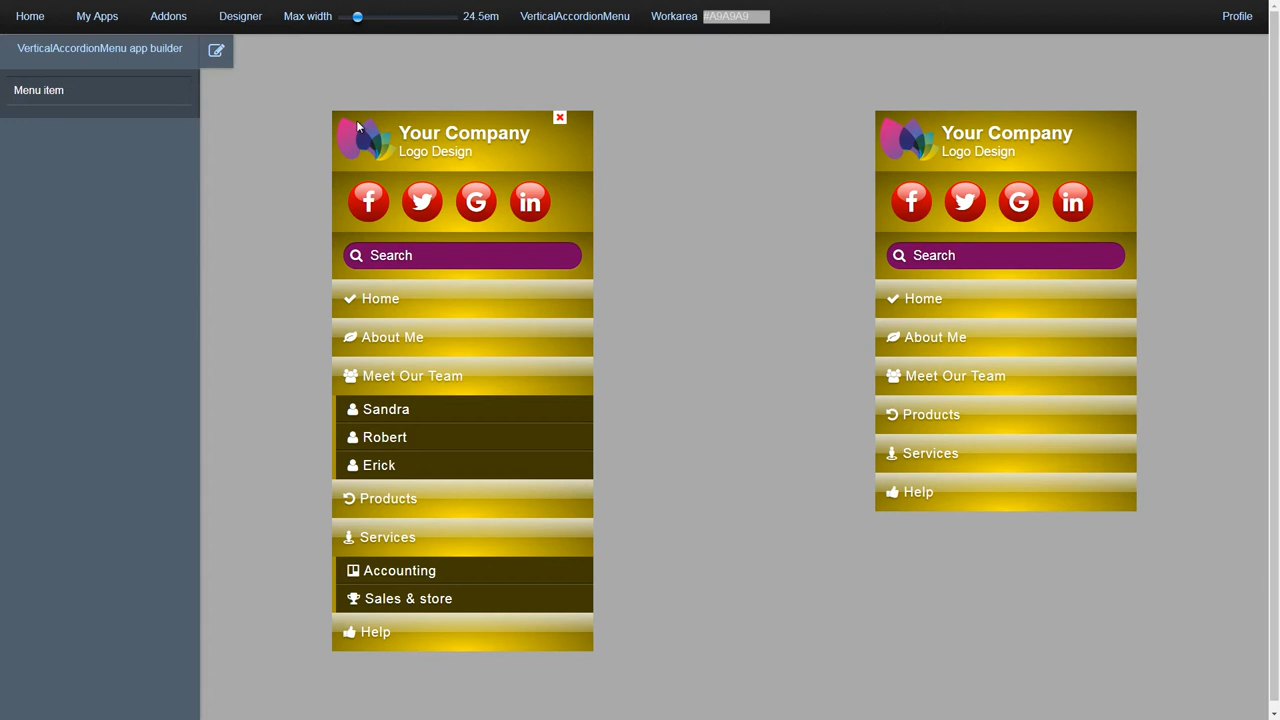 Home My Apps Addons Designer Max width 24.5em VerticalAccordionMenu Workarea #A9A9A9 Profile
VerticalAccordionMenu app builder
Menu item
Your Company
Logo Design
f G in
Search
Home
About Me
Meet Our Team
Sandra
Robert
Erick
Products
Services
Accounting
Sales & store
Help
Your Company
Logo Design
f G in
Search
Home
About Me
Meet Our Team
Products
Services
Help